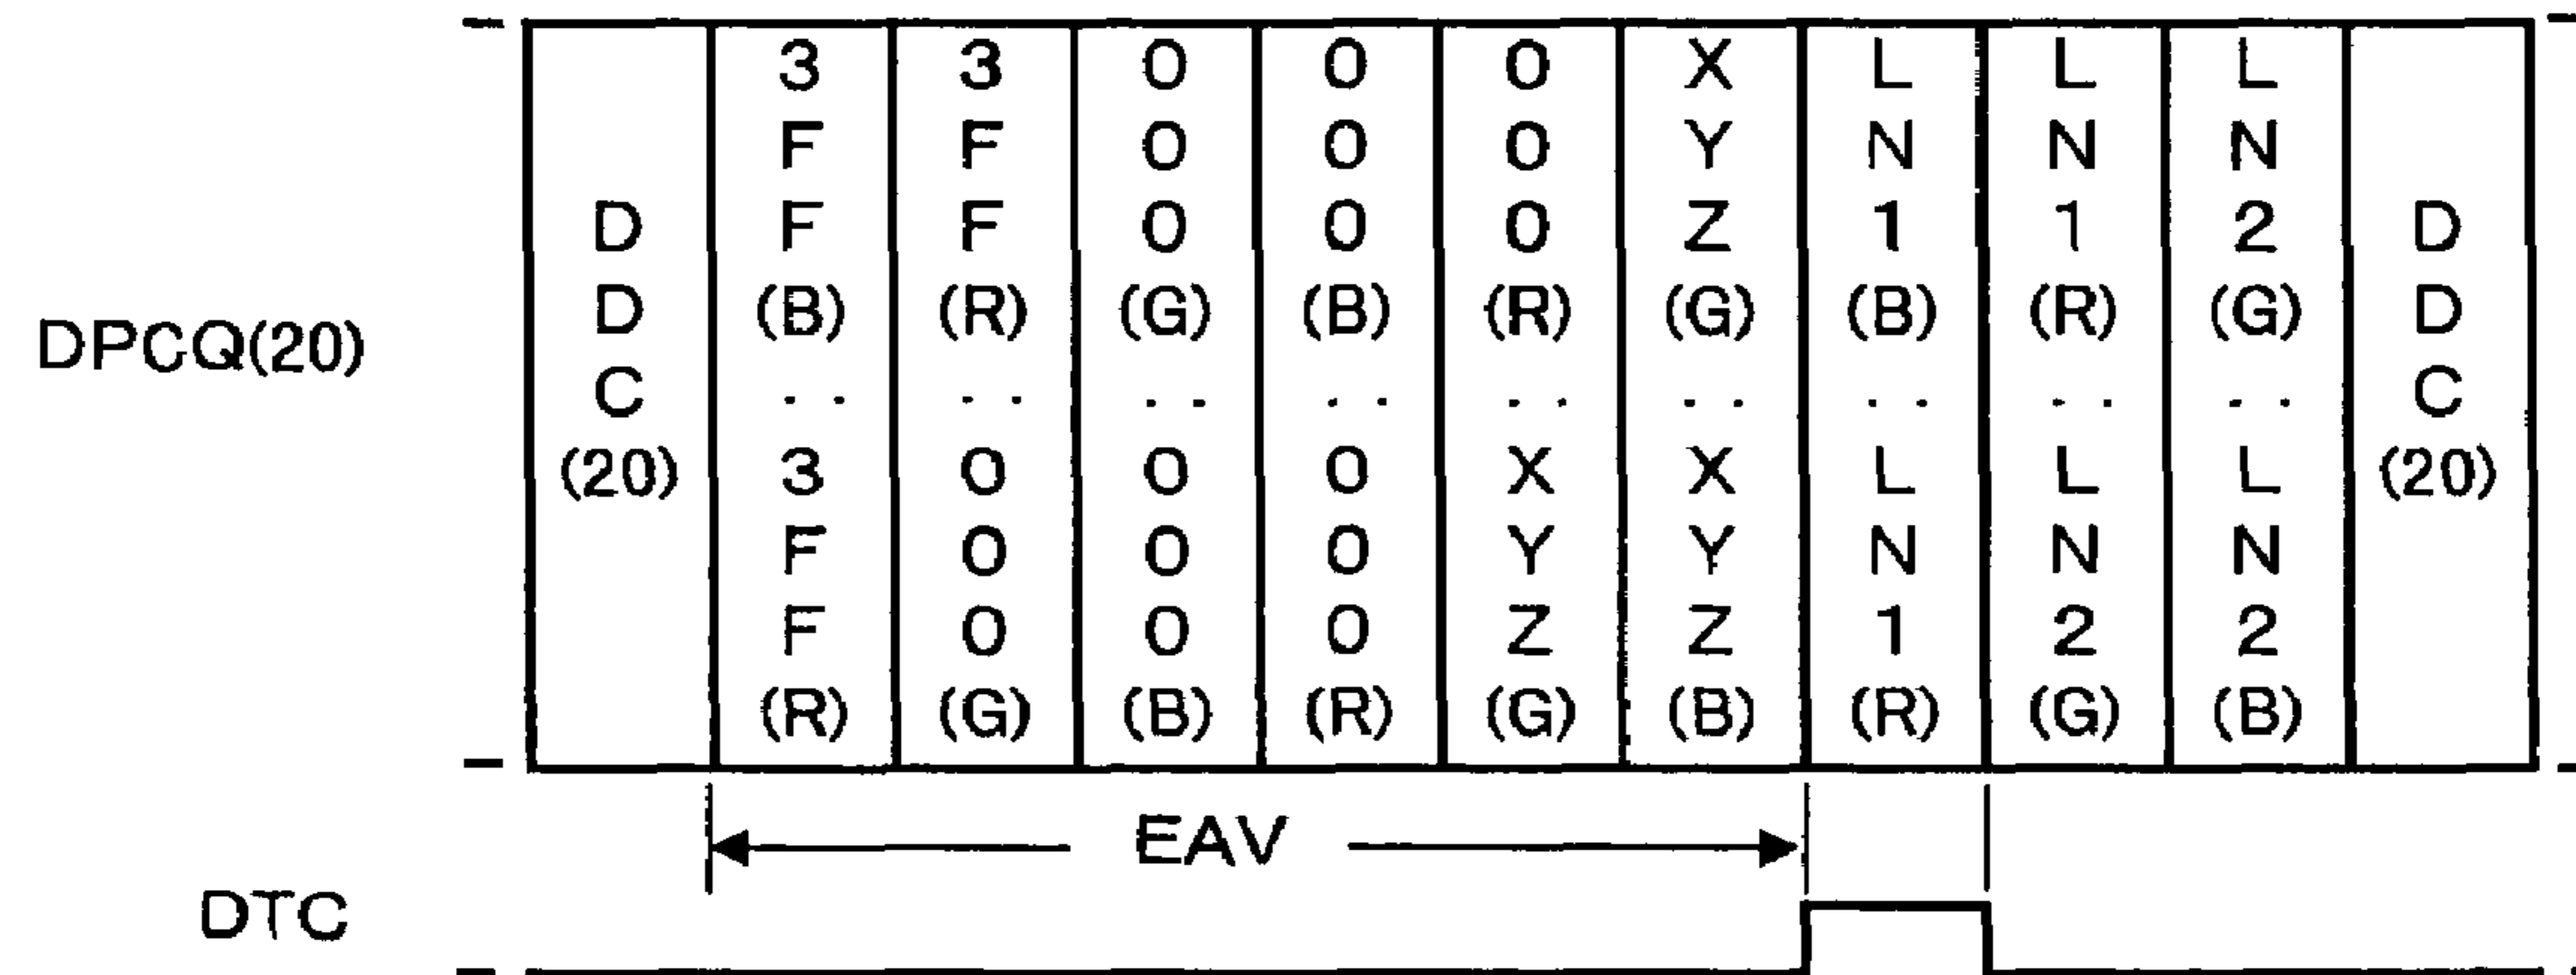 3 3 0 0 0 X L L L
F F 0 0 0 Y N N N
D F F 0 0 0 Z 1 1 2 D
D (B) (R) (G) (B) (R) (G) (B) (R) (G) D
DPCQ(20)
C .. .. .. .. .. .. .. .. .. C
(20) 3 0 0 0 X X L L L (20)
F 0 0 0 Y Y N N N
F 0 0 0 Z Z 1 2 2
(R) (G) (B) (R) (G) (B) (R) (G) (B)
EAV
DTC